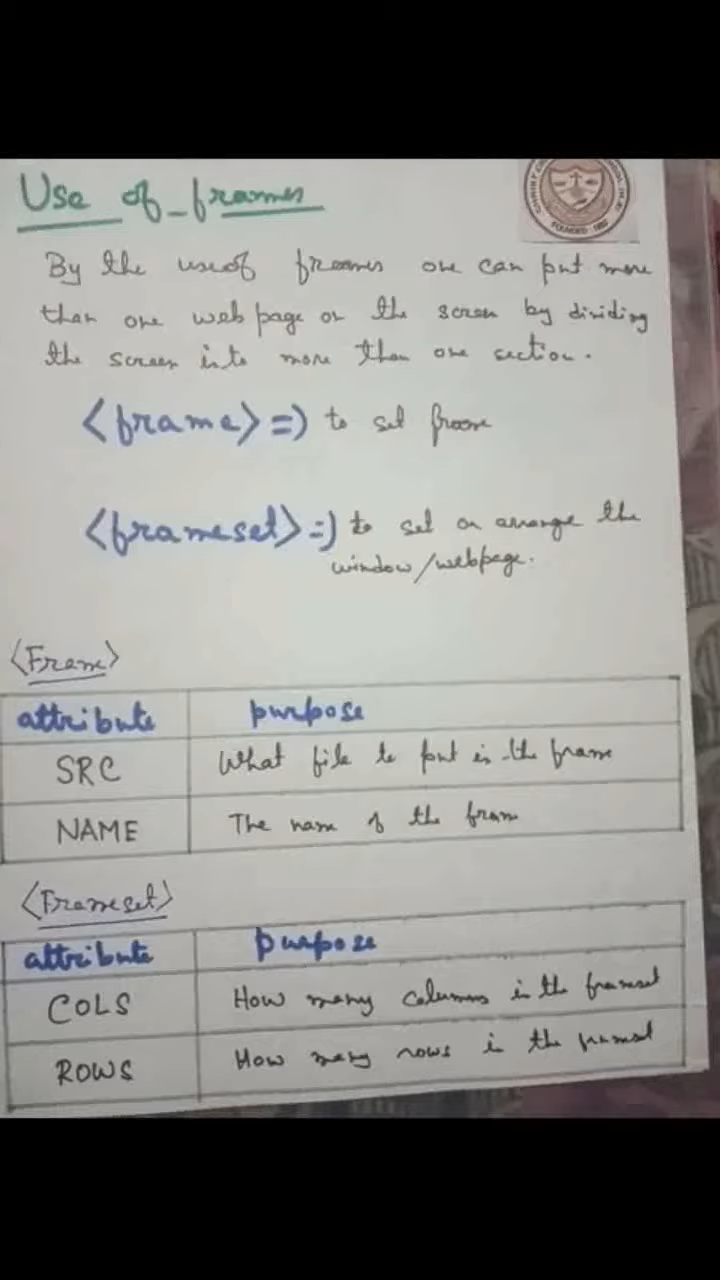 Use of frames
By the use of frames one can put more
than one web page on the screen by dividing
the screen into more than one section.
<frame> => to set frame
<frameset> => to set or arrange the
window/webpage.
<Frame>
attribute purpose
SRC What file to put in the frame
NAME The name of the frame
<Frameset>
attribute purpose
COLS How many columns in the frameset
ROWS How many rows in the frameset
FOUNDED